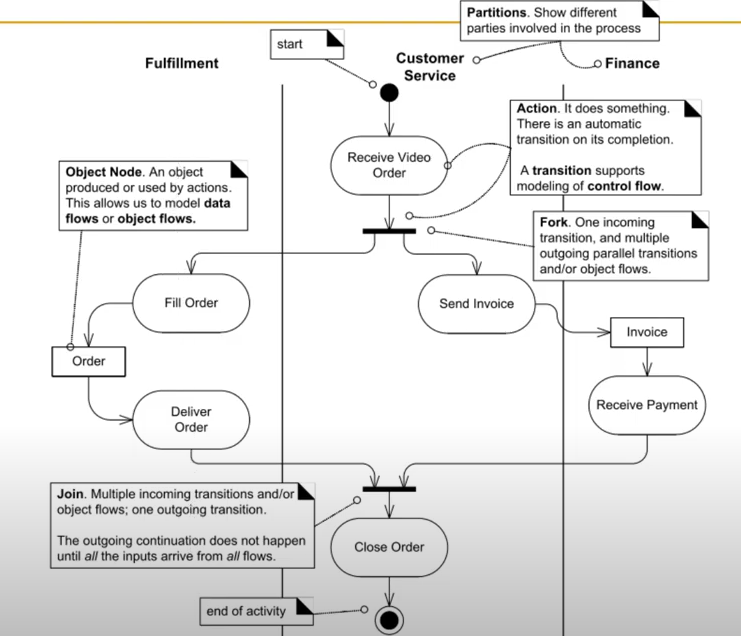 Partitions. Show different
parties involved in the process
start
Customer
Service
Fulfillment
Finance
Action. It does something.
There is an automatic
transition on its completion.
A transition supports
modeling of control flow.
Receive Video
Order
Object Node. An object
produced or used by actions.
This allows us to model data
flows or object flows.
Fork. One incoming
transition, and multiple
outgoing parallel transitions
and/or object flows.
Fill Order
Send Invoice
Invoice
Order
Deliver
Order
Receive Payment
Join. Multiple incoming transitions and/or
object flows; one outgoing transition.
The outgoing continuation does not happen
until all the inputs arrive from all flows.
Close Order
end of activity